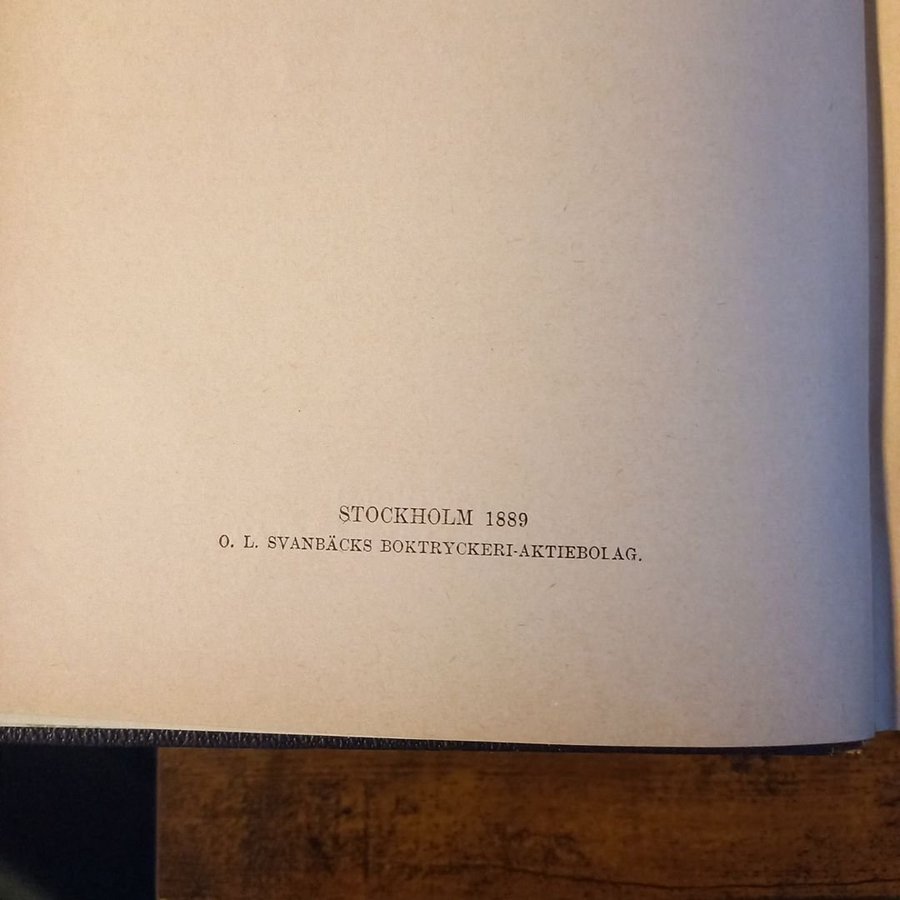 STOCKHOLM 1889
O. L. SVANBÄCKS BOKTRYCKERI-AKTIEBOLAG.